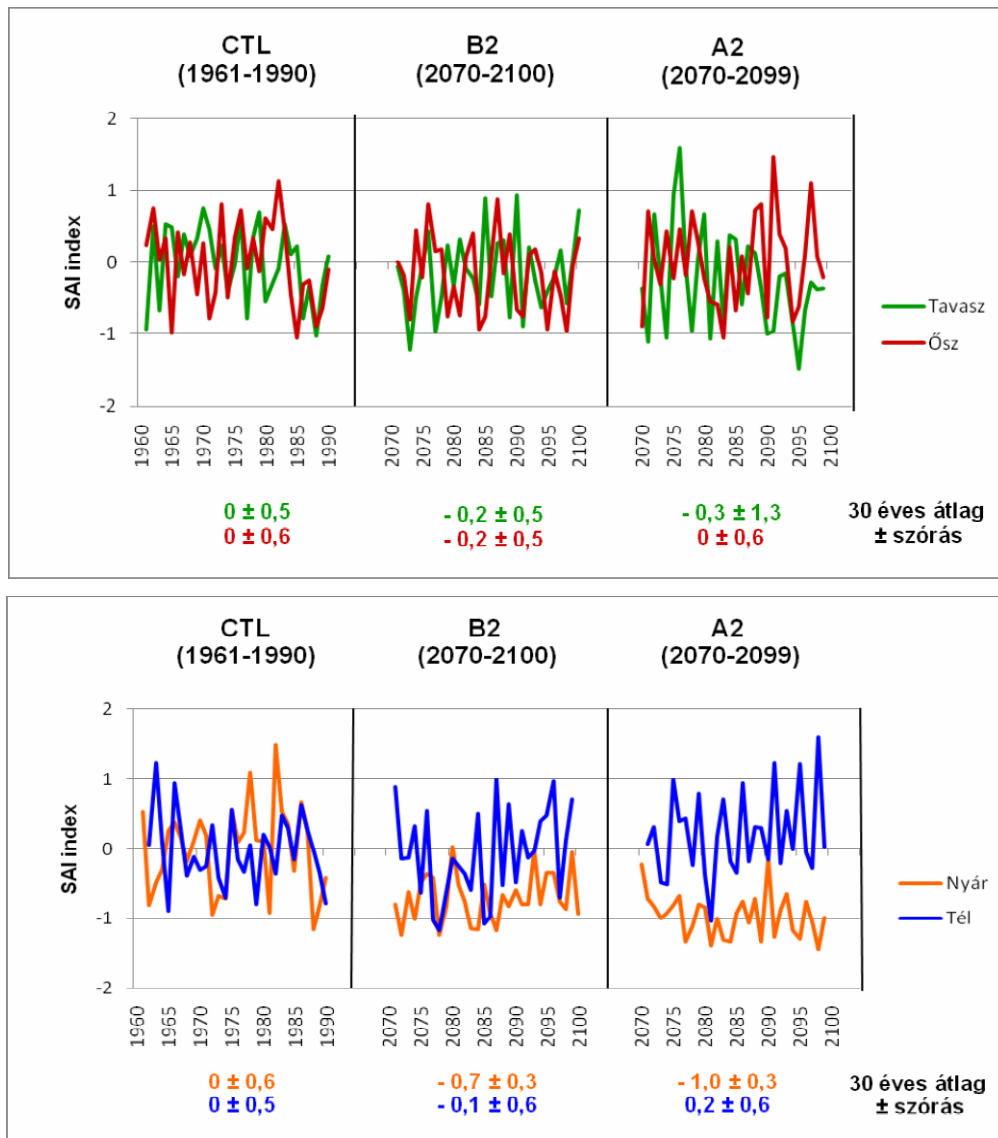 CTL
(1961-1990)
B2
(2070-2100)
A2
(2070-2099)
SAI index
2
1
0
-1
-2
1960
1965
1970
1975
1980
1985
1990
2070
2075
2080
2085
2090
2095
2100
2070
2075
2080
2085
2090
2095
2100
Tavasz
Ősz
0 ± 0,5
0 ± 0,6
- 0,2 ± 0,5
- 0,2 ± 0,5
- 0,3 ± 1,3
0 ± 0,6
30 éves átlag
± szórás
CTL
(1961-1990)
B2
(2070-2100)
A2
(2070-2099)
SAI index
2
1
0
-1
-2
1960
1965
1970
1975
1980
1985
1990
2070
2075
2080
2085
2090
2095
2100
2070
2075
2081
2086
2091
2095
2100
Nyár
Tél
0 ± 0,6
0 ± 0,5
- 0,7 ± 0,3
- 0,1 ± 0,6
- 1,0 ± 0,3
0,2 ± 0,6
30 éves átlag
± szórás